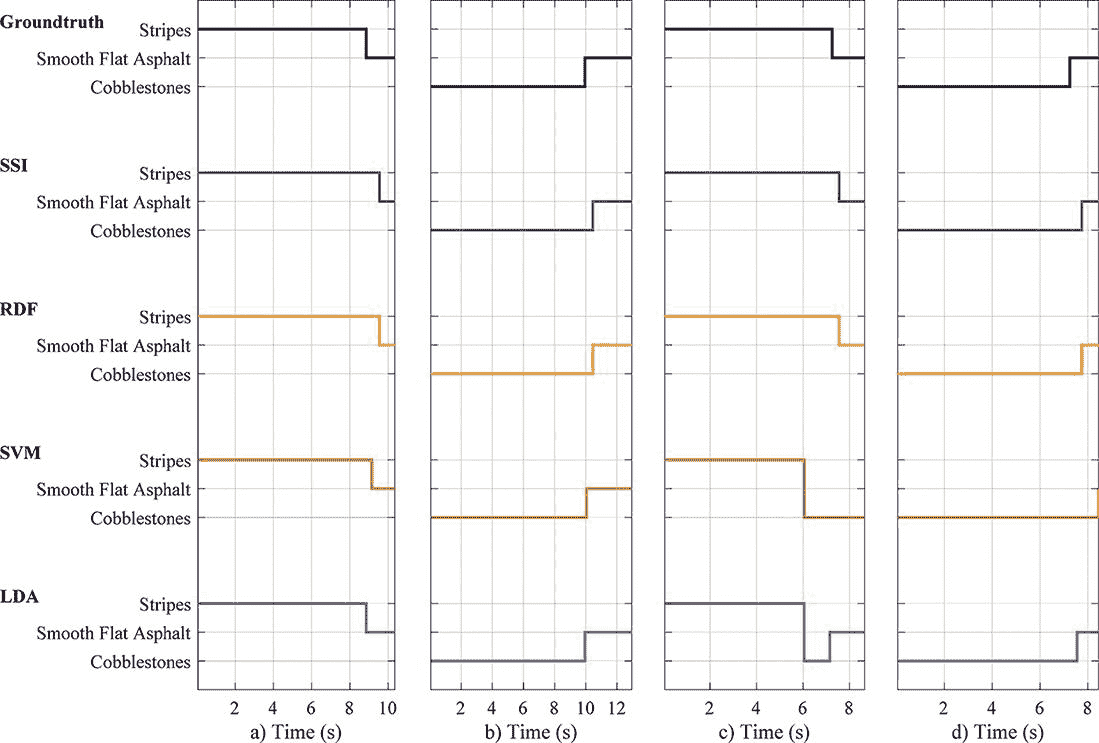 Groundtruth
Stripes
Smooth Flat Asphalt
Cobblestones
SSI
Stripes
Smooth Flat Asphalt
Cobblestones
RDF
Stripes
Smooth Flat Asphalt
Cobblestones
SVM
Stripes
Smooth Flat Asphalt
Cobblestones
LDA
Stripes
Smooth Flat Asphalt
Cobblestones
2 4 6 8 10
a) Time (s)
2 4 6 8 10 12
b) Time (s)
2 4 6 8
c) Time (s)
2 4 6 8
d) Time (s)